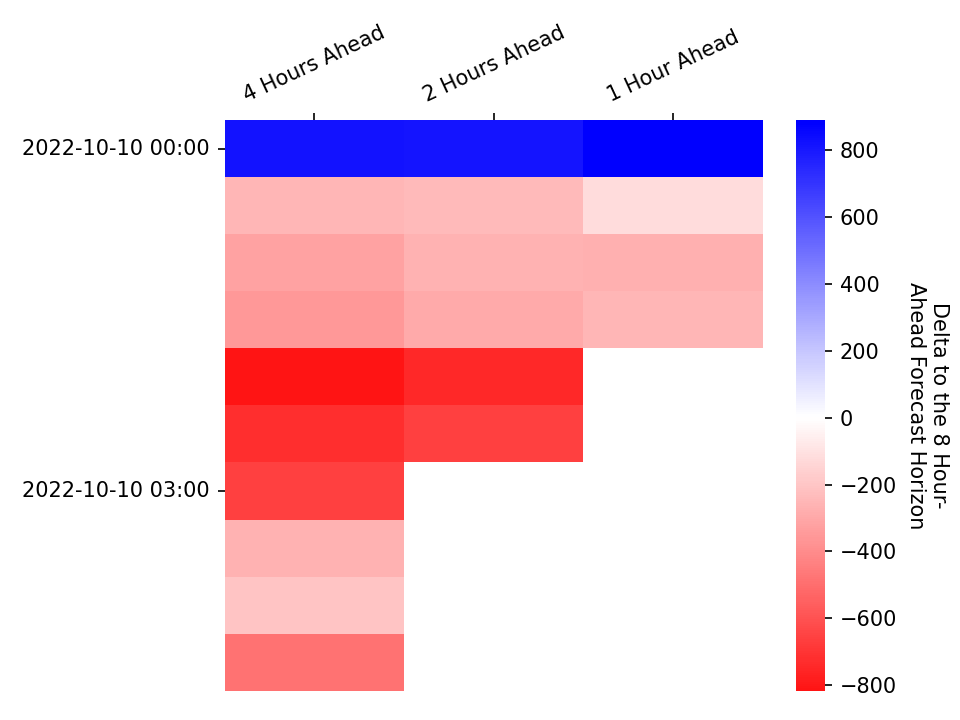 4 Hours Ahead
2 Hours Ahead
1 Hour Ahead
2022-10-10 00:00
2022-10-10 03:00
800
600
400
200
0
−200
−400
−600
−800
Delta to the 8 Hour-
Ahead Forecast Horizon